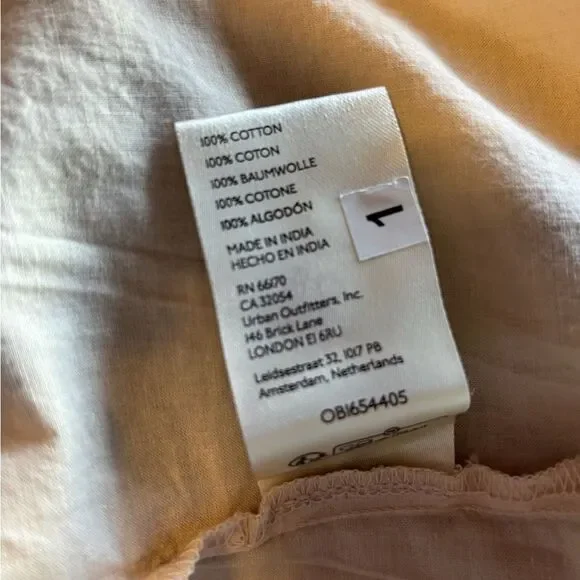 100% COTTON
100% COTON
100% BAUMWOLLE
100% COTONE
100% ALGODÓN
MADE IN INDIA
HECHO EN INDIA
1
RN 66170
CA 32054
Urban Outfitters, Inc.
146 Brick Lane
LONDON E1 6RU
Leidsestraat 32, 1017 PB
Amsterdam, Netherlands
OB1654405